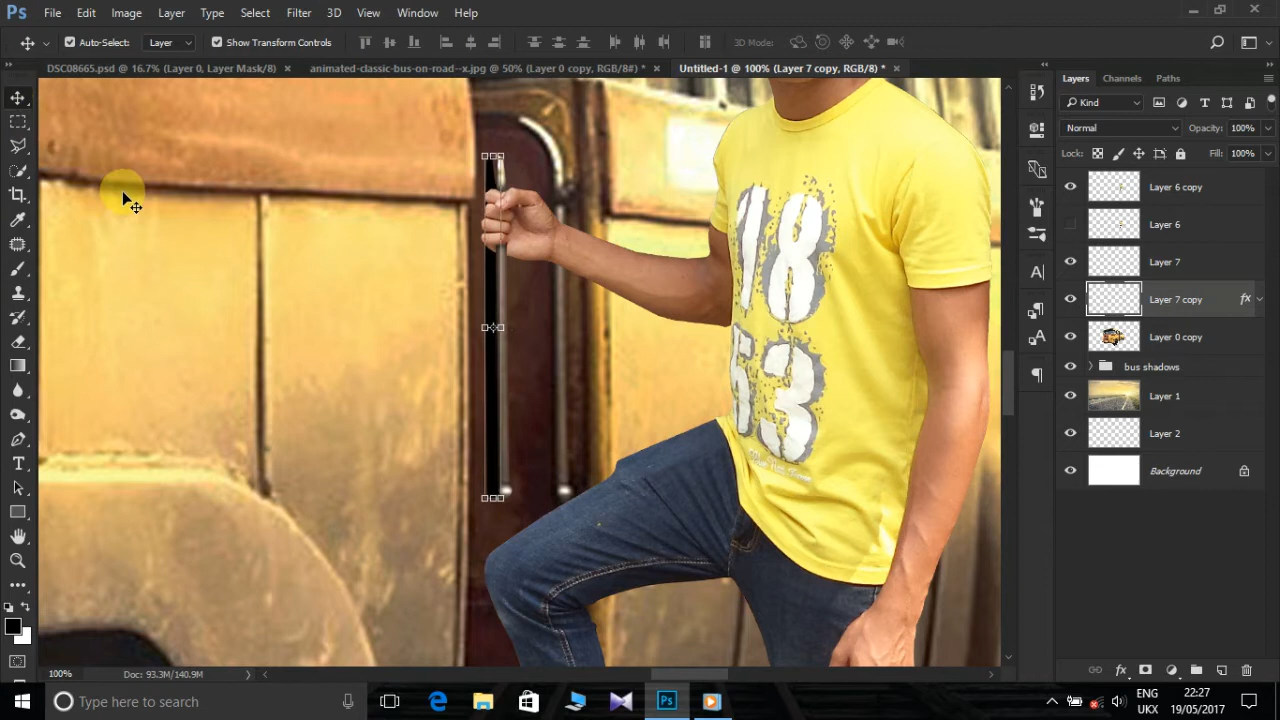 Ps File Edit Image Layer Type Select Filter 3D View Window Help
Auto-Select: Layer Show Transform Controls 3D Mode:
DSC08665.psd @ 16.7% (Layer 0, Layer Mask/8) × animated-classic-bus-on-road--x.jpg @ 50% (Layer 0 copy, RGB/8#) * × Untitled-1 @ 100% (Layer 7 copy, RGB/8) * ×
Layers Channels Paths
Kind
Normal Opacity: 100%
Lock: Fill: 100%
Layer 6 copy
Layer 6
Layer 7
Layer 7 copy fx
Layer 0 copy
bus shadows
Layer 1
Layer 2
Background
18
63
100% Doc: 93.3M/140.9M
Type here to search
ENG 22:27
UKX 19/05/2017